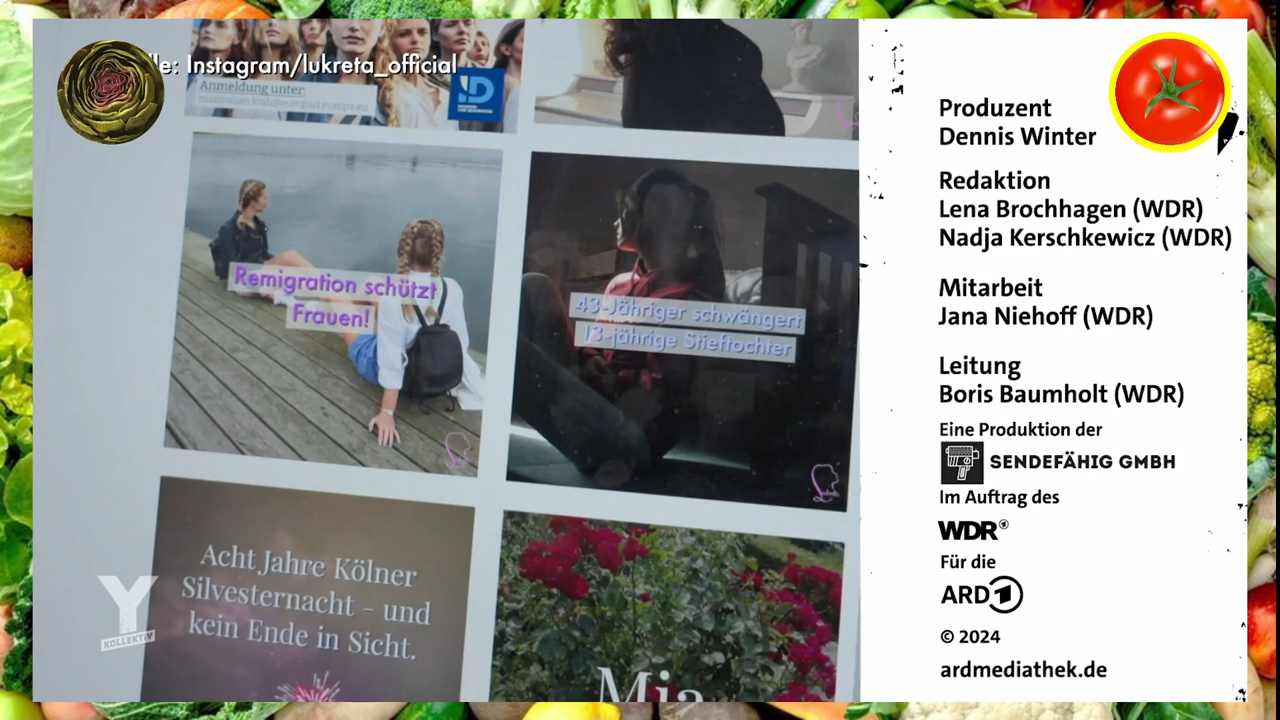 lle: Instagram/lukreta_official
Anmeldung unter:
ID
Remigration schützt
Frauen!
43-Jähriger schwängert
13-jährige Stieftochter
Acht Jahre Kölner
Silvesternacht – und
kein Ende in Sicht.
Mia
Y
KOLLEKTIV
Produzent
Dennis Winter
Redaktion
Lena Brochhagen (WDR)
Nadja Kerschkewicz (WDR)
Mitarbeit
Jana Niehoff (WDR)
Leitung
Boris Baumholt (WDR)
Eine Produktion der
SENDEFÄHIG GMBH
Im Auftrag des
WDR
Für die
ARD 1
© 2024
ardmediathek.de